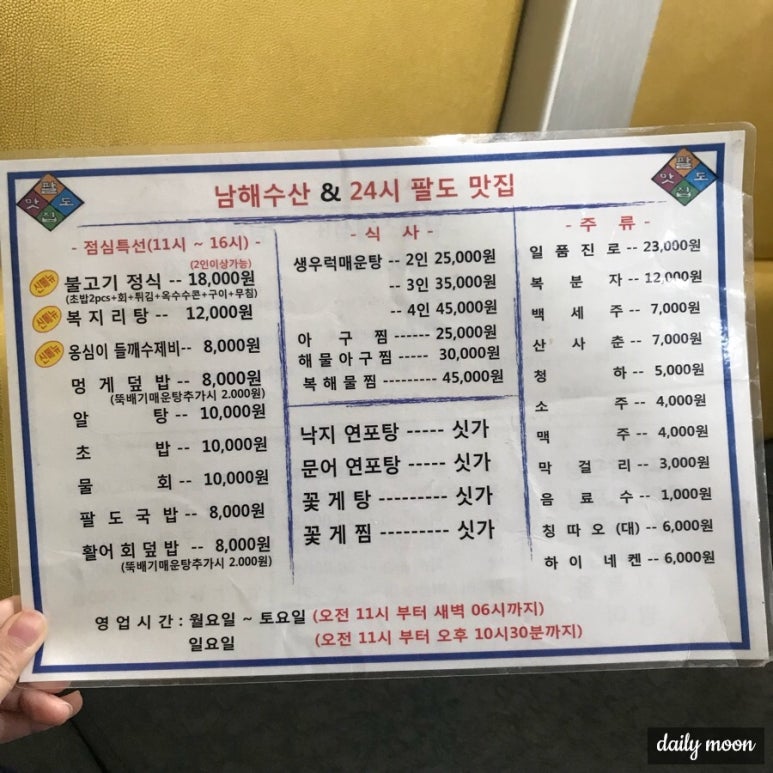 남해수산 & 24시 팔도 맛집
팔
맛 도
집
팔
맛 도
집
- 점심특선(11시 ~ 16시) -
(2인이상가능)
신메뉴 불고기 정식 -- 18,000원
(초밥2pcs+회+튀김+옥수수콘+구이+무침)
신메뉴 복지리탕 -- 12,000원
신메뉴 옹심이 들깨수제비-- 8,000원
멍게덮밥-- 8,000원
(뚝배기매운탕추가시 2.000원)
알 탕 -- 10,000원
초 밥 -- 10,000원
물 회 -- 10,000원
팔도국밥 -- 8,000원
활어회덮밥 -- 8,000원
(뚝배기매운탕추가시 2.000원)
- 식 사 -
생우럭매운탕 -- 2인 25,000원
-- 3인 35,000원
-- 4인 45,000원
아 구 찜 ------ 25,000원
해물아구찜 ------ 30,000원
복해물찜 --------- 45,000원
낙지 연포탕 ----- 싯가
문어 연포탕 ----- 싯가
꽃게탕 --------- 싯가
꽃게찜 --------- 싯가
- 주 류 -
일품진로 -- 23,000원
복 분 자 -- 12,000원
백 세 주 -- 7,000원
산 사 춘 -- 7,000원
청 하 -- 5,000원
소 주 -- 4,000원
맥 주 -- 4,000원
막 걸 리 -- 3,000원
음 료 수 -- 1,000원
칭따오(대) -- 6,000원
하이네켄 -- 6,000원
영업시간 : 월요일 ~ 토요일 (오전 11시 부터 새벽 06시까지)
일요일 (오전 11시 부터 오후 10시30분까지)
daily moon